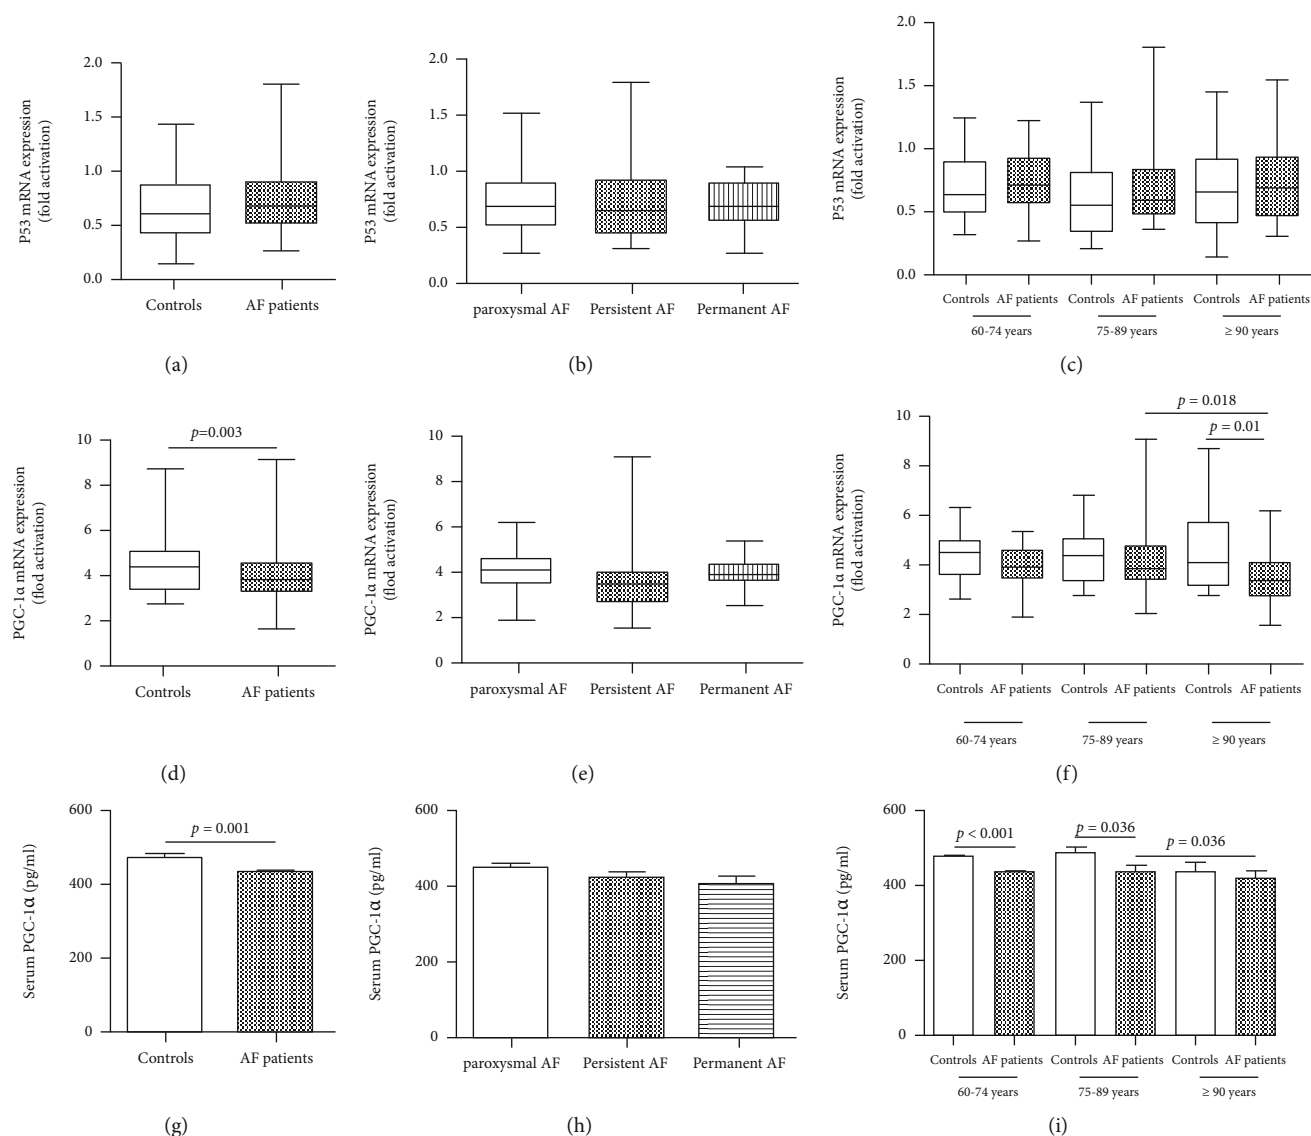 P53 mRNA expression
(fold activation)
2.0
1.5
1.0
0.5
0.0
Controls
AF patients
(a)
P53 mRNA expression
(fold activation)
2.0
1.5
1.0
0.5
0.0
paroxysmal AF
Persistent AF
Permanent AF
(b)
P53 mRNA expression
(fold activation)
2.0
1.5
1.0
0.5
0.0
Controls AF patients Controls AF patients Controls AF patients
60-74 years
75-89 years
≥ 90 years
(c)
PGC-1α mRNA expression
(flod activation)
10
8
6
4
2
0
p=0.003
Controls
AF patients
(d)
PGC-1α mRNA expression
(flod activation)
10
8
6
4
2
0
paroxysmal AF
Persistent AF
Permanent AF
(e)
PGC-1α mRNA expression
(flod activation)
10
8
6
4
2
0
p = 0.018
p = 0.01
Controls AF patients Controls AF patients Controls AF patients
60-74 years
75-89 years
≥ 90 years
(f)
Serum PGC-1α (pg/ml)
600
400
200
0
p = 0.001
Controls
AF patients
(g)
Serum PGC-1α (pg/ml)
600
400
200
0
paroxysmal AF
Persistent AF
Permanent AF
(h)
Serum PGC-1α (pg/ml)
600
400
200
0
p < 0.001
p = 0.036
p = 0.036
Controls AF patients Controls AF patients Controls AF patients
60-74 years
75-89 years
≥ 90 years
(i)